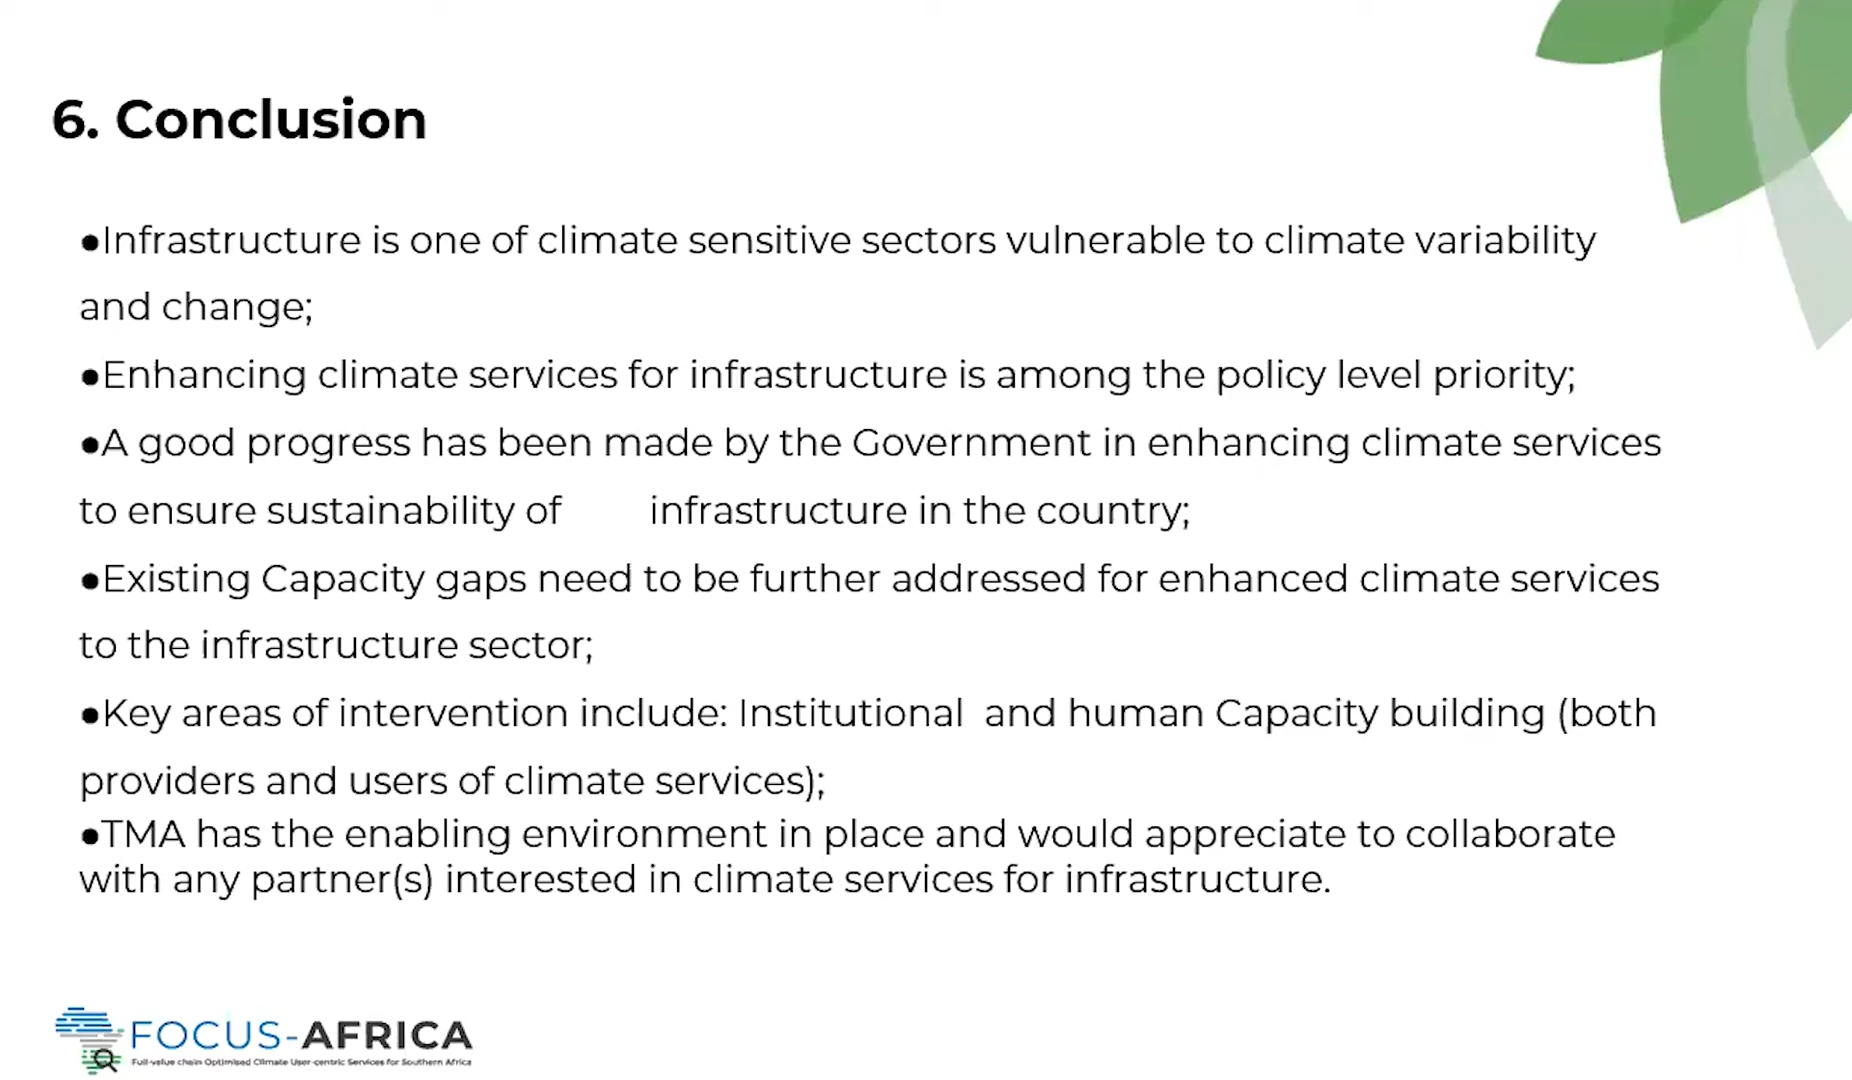 6. Conclusion
●Infrastructure is one of climate sensitive sectors vulnerable to climate variability
and change;
●Enhancing climate services for infrastructure is among the policy level priority;
●A good progress has been made by the Government in enhancing climate services
to ensure sustainability of infrastructure in the country;
●Existing Capacity gaps need to be further addressed for enhanced climate services
to the infrastructure sector;
●Key areas of intervention include: Institutional and human Capacity building (both
providers and users of climate services);
●TMA has the enabling environment in place and would appreciate to collaborate
with any partner(s) interested in climate services for infrastructure.
FOCUS-AFRICA
Full-value chain Optimised Climate User-centric Services for Southern Africa